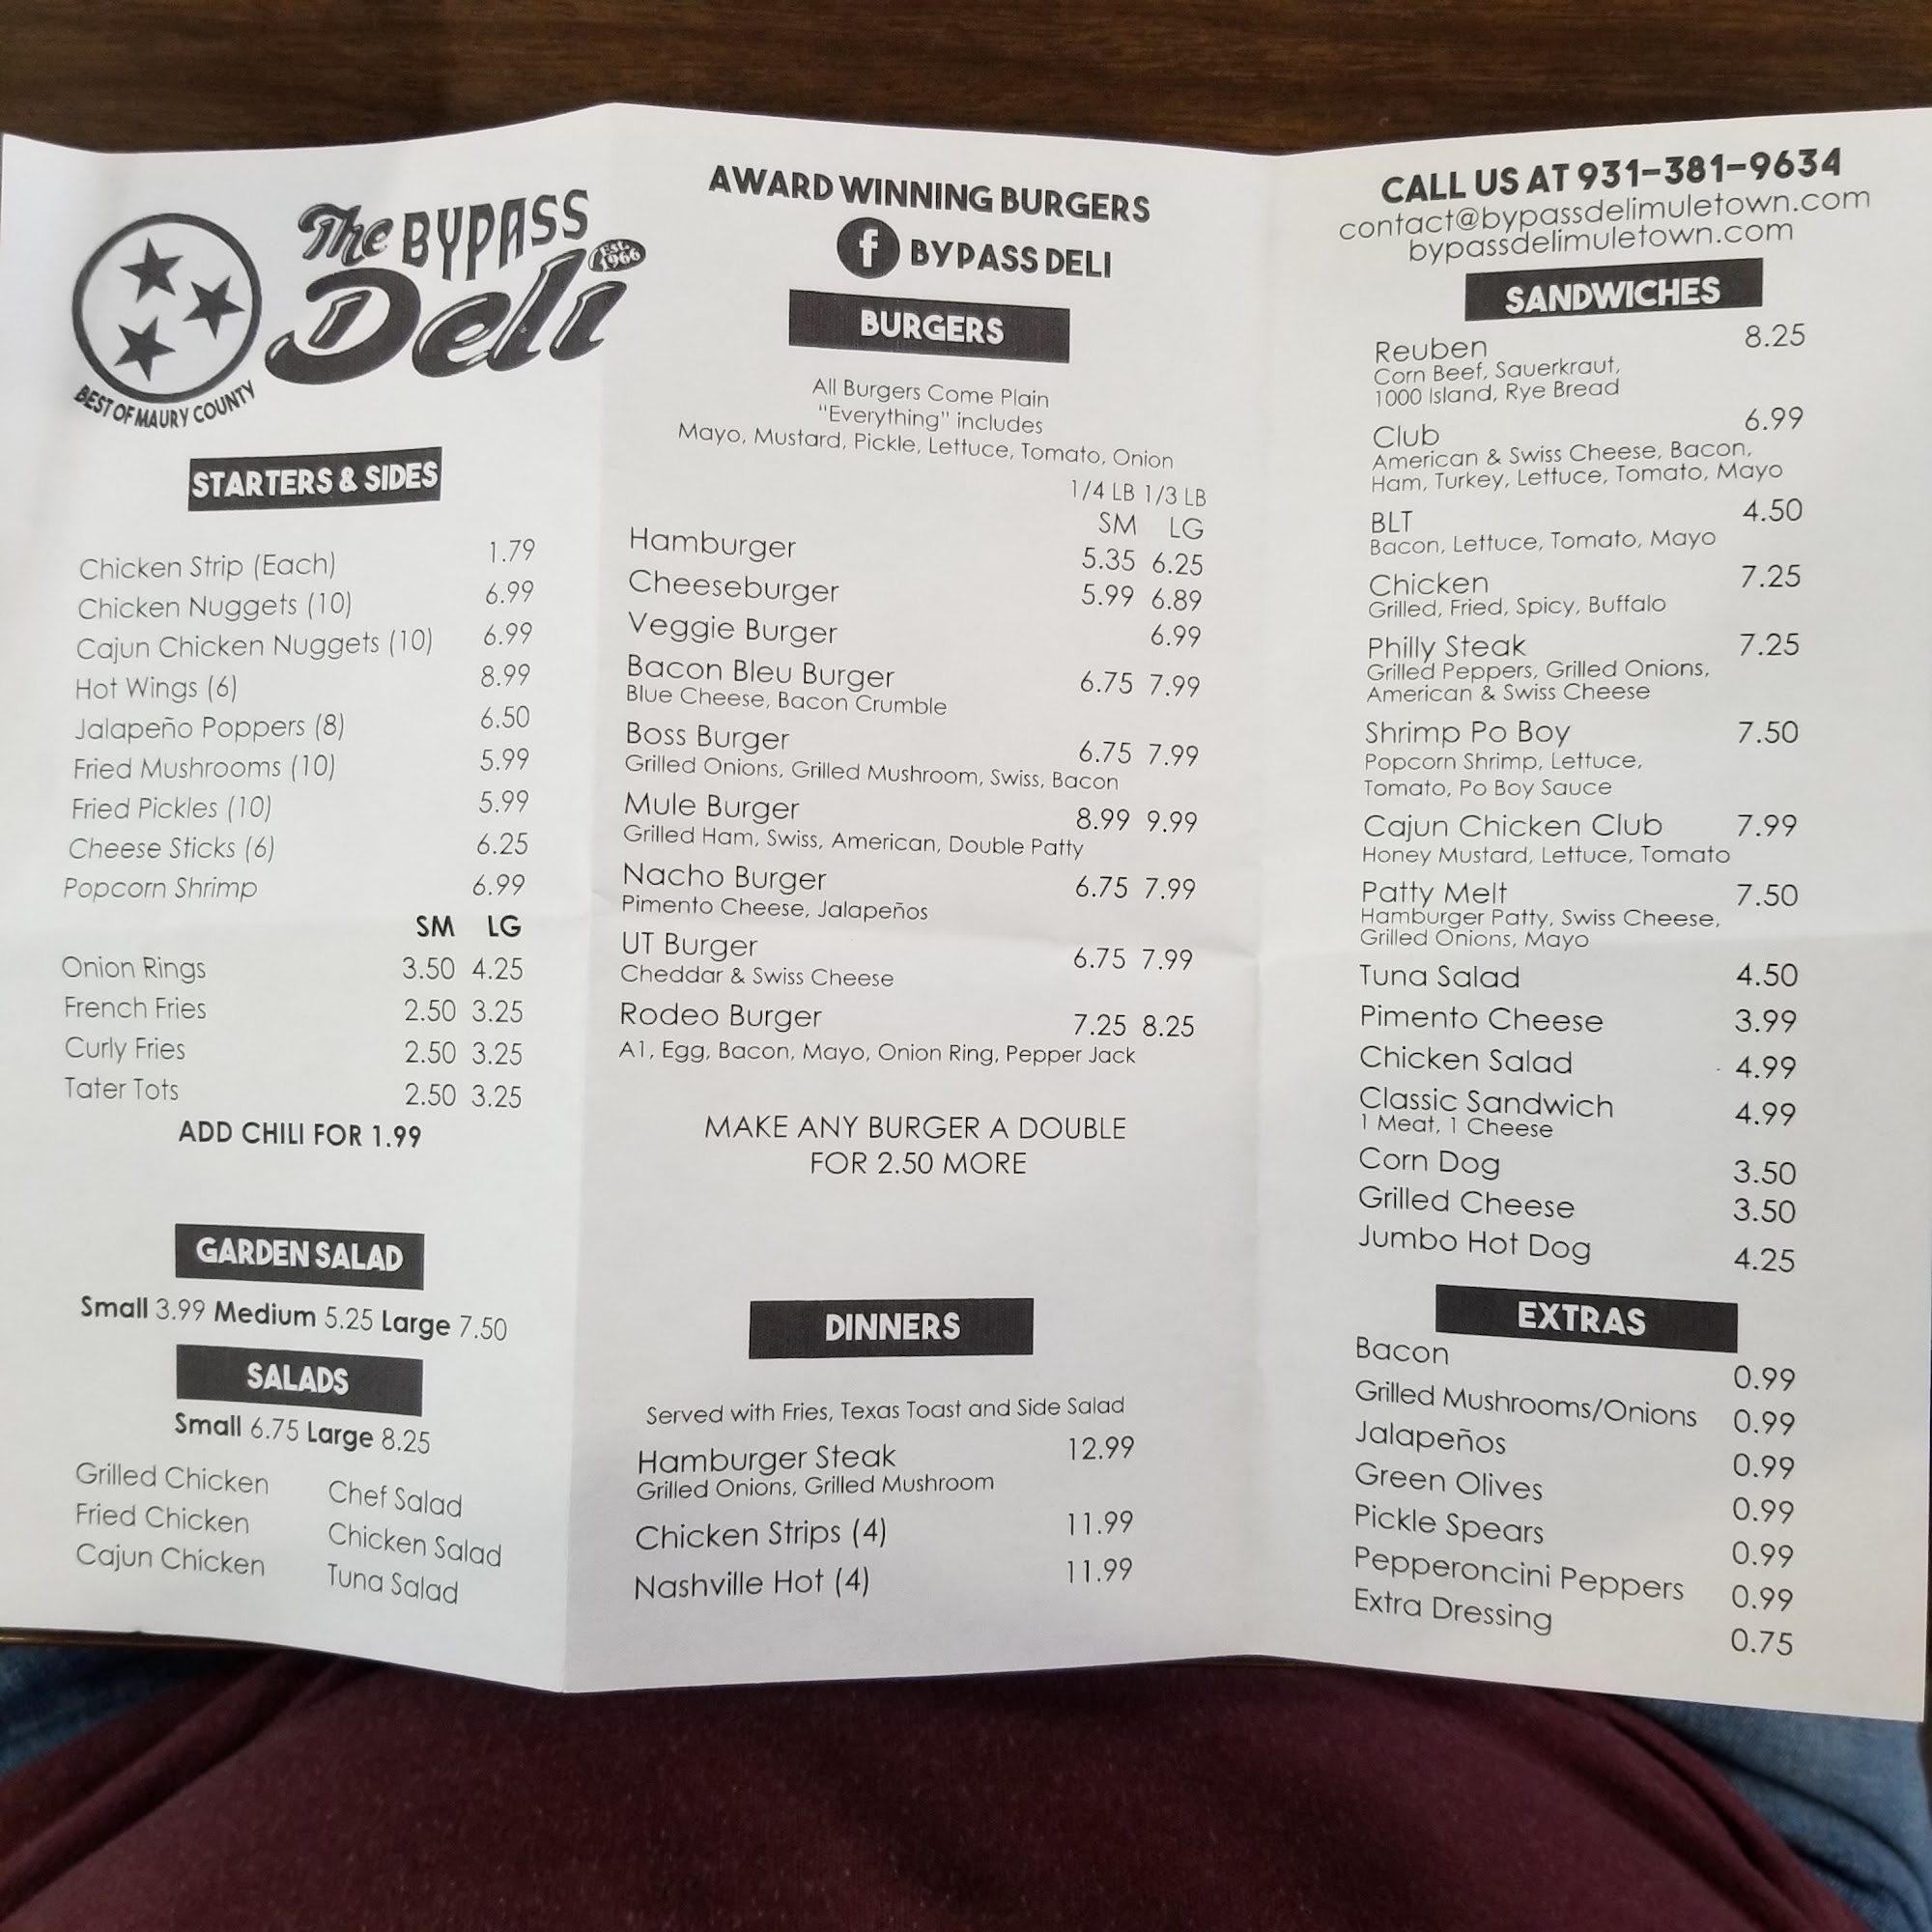 The BYPASS
Deli
EST. 1966
BEST OF MAURY COUNTY
STARTERS & SIDES
Chicken Strip (Each) 1.79
Chicken Nuggets (10) 6.99
Cajun Chicken Nuggets (10) 6.99
Hot Wings (6) 8.99
Jalapeño Poppers (8) 6.50
Fried Mushrooms (10) 5.99
Fried Pickles (10) 5.99
Cheese Sticks (6) 6.25
Popcorn Shrimp 6.99
SM LG
Onion Rings 3.50 4.25
French Fries 2.50 3.25
Curly Fries 2.50 3.25
Tater Tots 2.50 3.25
ADD CHILI FOR 1.99
GARDEN SALAD
Small 3.99 Medium 5.25 Large 7.50
SALADS
Small 6.75 Large 8.25
Grilled Chicken Chef Salad
Fried Chicken Chicken Salad
Cajun Chicken Tuna Salad
AWARD WINNING BURGERS
f BYPASS DELI
BURGERS
All Burgers Come Plain
"Everything" includes
Mayo, Mustard, Pickle, Lettuce, Tomato, Onion
1/4 LB 1/3 LB
SM LG
Hamburger 5.35 6.25
Cheeseburger 5.99 6.89
Veggie Burger 6.99
Bacon Bleu Burger 6.75 7.99
Blue Cheese, Bacon Crumble
Boss Burger 6.75 7.99
Grilled Onions, Grilled Mushroom, Swiss, Bacon
Mule Burger 8.99 9.99
Grilled Ham, Swiss, American, Double Patty
Nacho Burger 6.75 7.99
Pimento Cheese, Jalapeños
UT Burger 6.75 7.99
Cheddar & Swiss Cheese
Rodeo Burger 7.25 8.25
A1, Egg, Bacon, Mayo, Onion Ring, Pepper Jack
MAKE ANY BURGER A DOUBLE
FOR 2.50 MORE
DINNERS
Served with Fries, Texas Toast and Side Salad
Hamburger Steak 12.99
Grilled Onions, Grilled Mushroom
Chicken Strips (4) 11.99
Nashville Hot (4) 11.99
CALL US AT 931-381-9634
contact@bypassdelimuletown.com
bypassdelimuletown.com
SANDWICHES
Reuben 8.25
Corn Beef, Sauerkraut,
1000 Island, Rye Bread
Club 6.99
American & Swiss Cheese, Bacon,
Ham, Turkey, Lettuce, Tomato, Mayo
BLT 4.50
Bacon, Lettuce, Tomato, Mayo
Chicken 7.25
Grilled, Fried, Spicy, Buffalo
Philly Steak 7.25
Grilled Peppers, Grilled Onions,
American & Swiss Cheese
Shrimp Po Boy 7.50
Popcorn Shrimp, Lettuce,
Tomato, Po Boy Sauce
Cajun Chicken Club 7.99
Honey Mustard, Lettuce, Tomato
Patty Melt 7.50
Hamburger Patty, Swiss Cheese,
Grilled Onions, Mayo
Tuna Salad 4.50
Pimento Cheese 3.99
Chicken Salad 4.99
Classic Sandwich 4.99
1 Meat, 1 Cheese
Corn Dog 3.50
Grilled Cheese 3.50
Jumbo Hot Dog 4.25
EXTRAS
Bacon 0.99
Grilled Mushrooms/Onions 0.99
Jalapeños 0.99
Green Olives 0.99
Pickle Spears 0.99
Pepperoncini Peppers 0.99
Extra Dressing 0.75